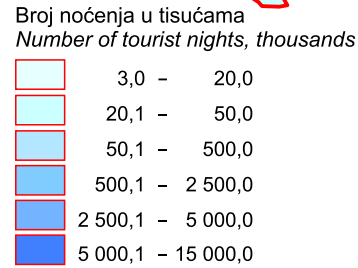 Broj noćenja u tisućama
Number of tourist nights, thousands
3,0 – 20,0
20,1 – 50,0
50,1 – 500,0
500,1 – 2 500,0
2 500,1 – 5 000,0
5 000,1 – 15 000,0